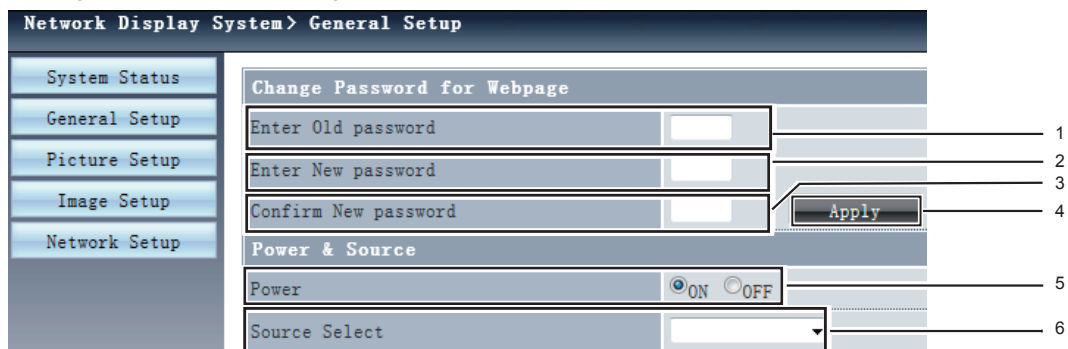 Network Display System> General Setup
System Status
General Setup
Picture Setup
Image Setup
Network Setup
Change Password for Webpage
Enter Old password 1
Enter New password 2
3
Confirm New password Apply 4
Power & Source
Power ON OFF 5
Source Select 6